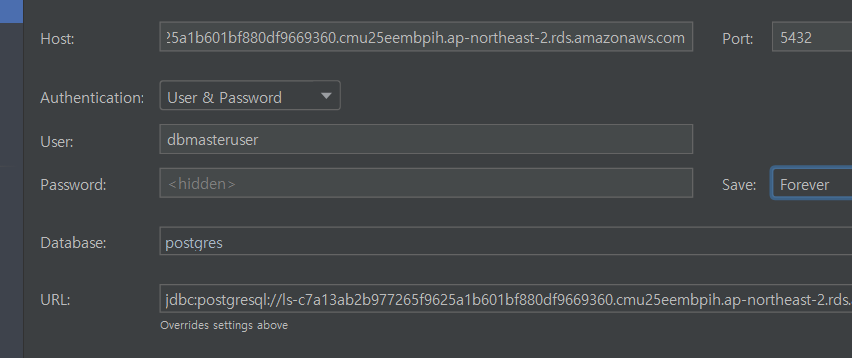 Host: 25a1b601bf880df9669360.cmu25eembpih.ap-northeast-2.rds.amazonaws.com Port: 5432
Authentication: User & Password
User: dbmasteruser
Password: <hidden> Save: Forever
Database: postgres
URL: jdbc:postgresql://ls-c7a13ab2b977265f9625a1b601bf880df9669360.cmu25eembpih.ap-northeast-2.rds.
Overrides settings above